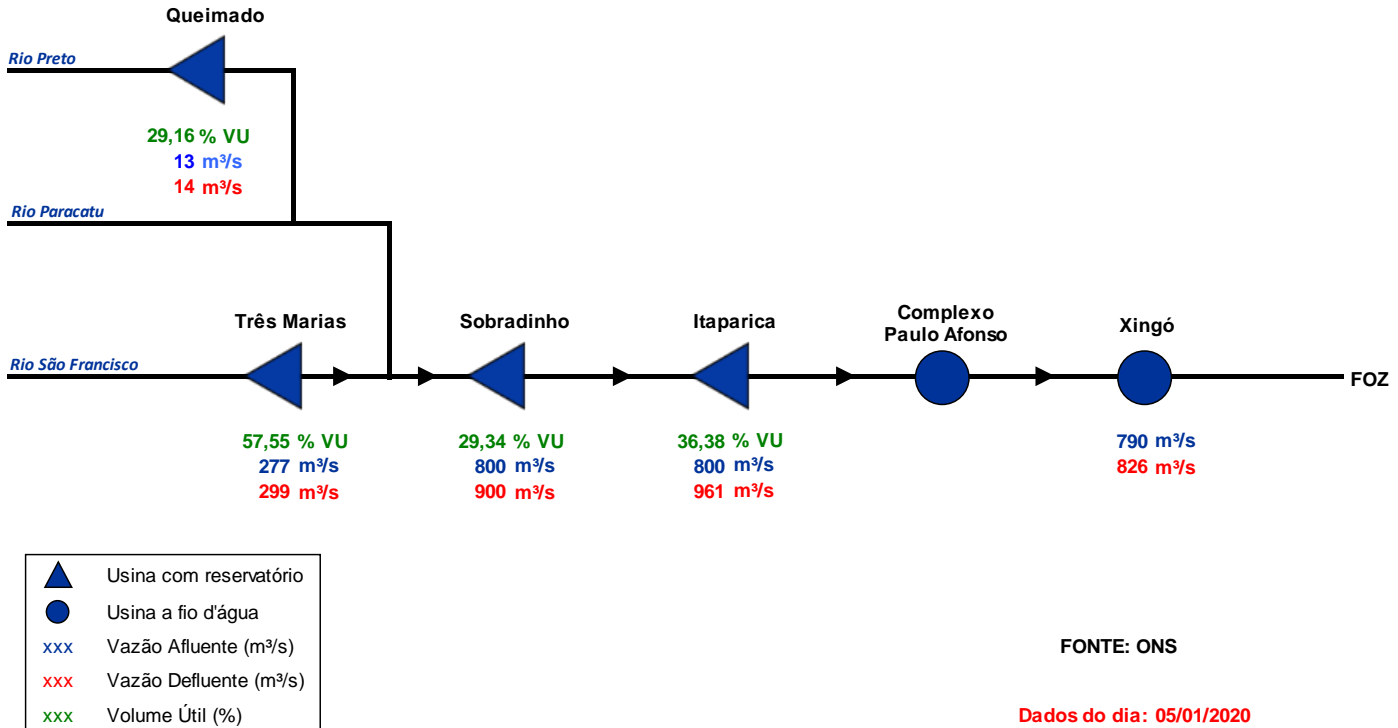 Queimado
Rio Preto
29,16 % VU
13 m³/s
14 m³/s
Rio Paracatu
Três Marias
Sobradinho
Itaparica
Complexo
Paulo Afonso
Xingó
Rio São Francisco
FOZ
57,55 % VU
277 m³/s
299 m³/s
29,34 % VU
800 m³/s
900 m³/s
36,38 % VU
800 m³/s
961 m³/s
790 m³/s
826 m³/s
Usina com reservatório
Usina a fio d'água
xxx Vazão Afluente (m³/s)
xxx Vazão Defluente (m³/s)
xxx Volume Útil (%)
FONTE: ONS
Dados do dia: 05/01/2020